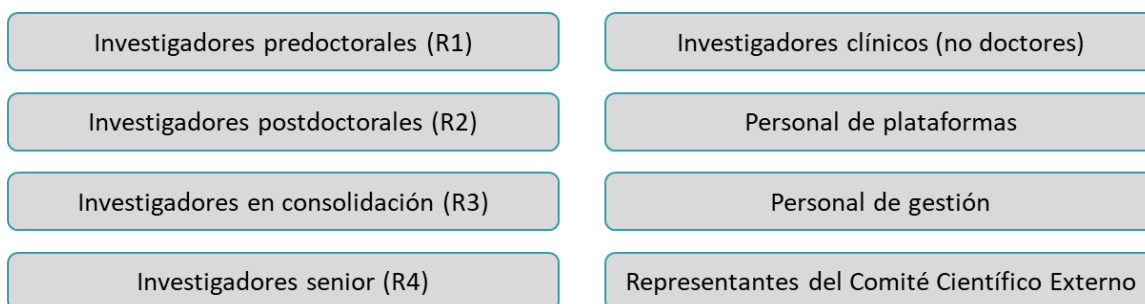 Investigadores predoctorales (R1)
Investigadores clínicos (no doctores)
Investigadores postdoctorales (R2)
Personal de plataformas
Investigadores en consolidación (R3)
Personal de gestión
Investigadores senior (R4)
Representantes del Comité Científico Externo